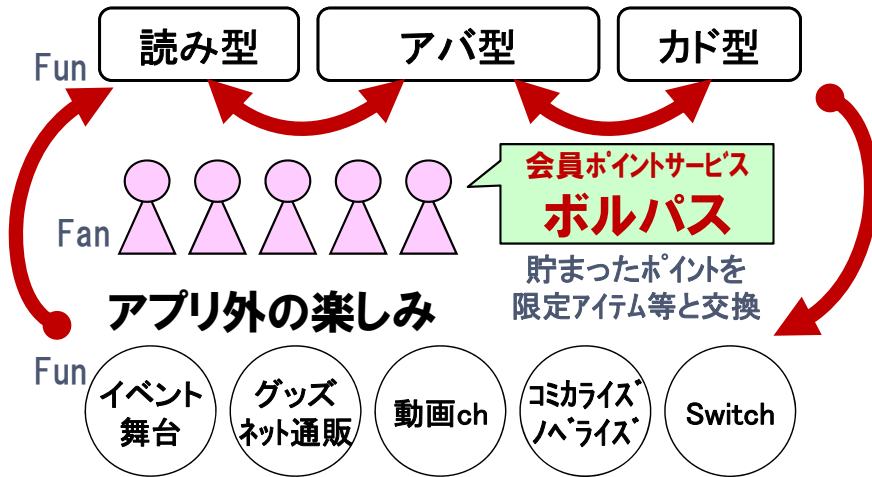 読み型
アバ型
カド型
Fun
会員ポイントサービス
ボルパス
Fan
貯まったポイントを
限定アイテム等と交換
アプリ外の楽しみ
Fun
イベント
舞台
グッズ
ネット通販
動画ch
コミカライズ
ノベライズ
Switch